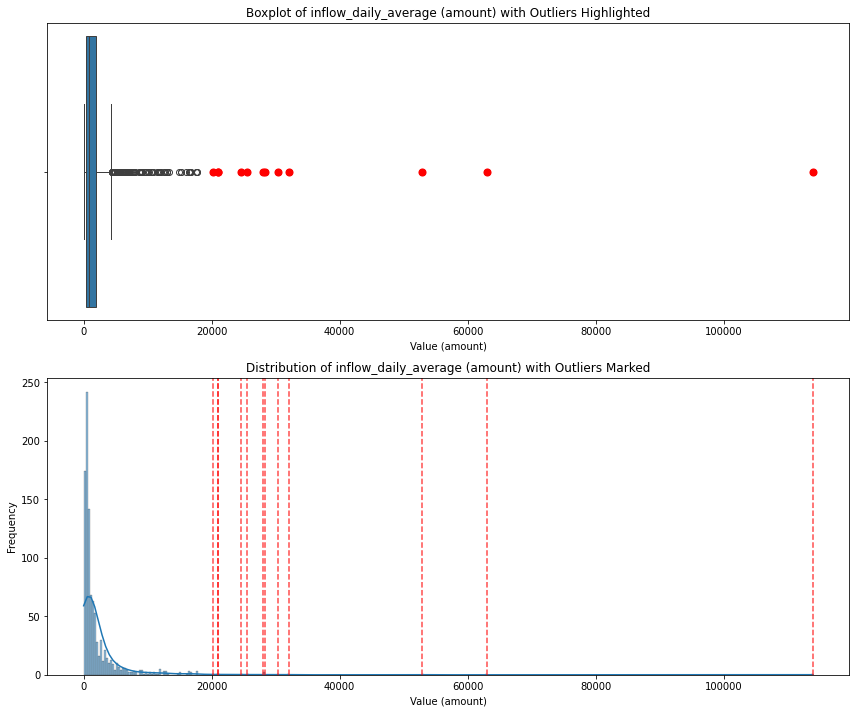 Boxplot of inflow_daily_average (amount) with Outliers Highlighted
0 20000 40000 60000 80000 100000
Value (amount)
Distribution of inflow_daily_average (amount) with Outliers Marked
250
200
150
100
50
0
Frequency
0 20000 40000 60000 80000 100000
Value (amount)